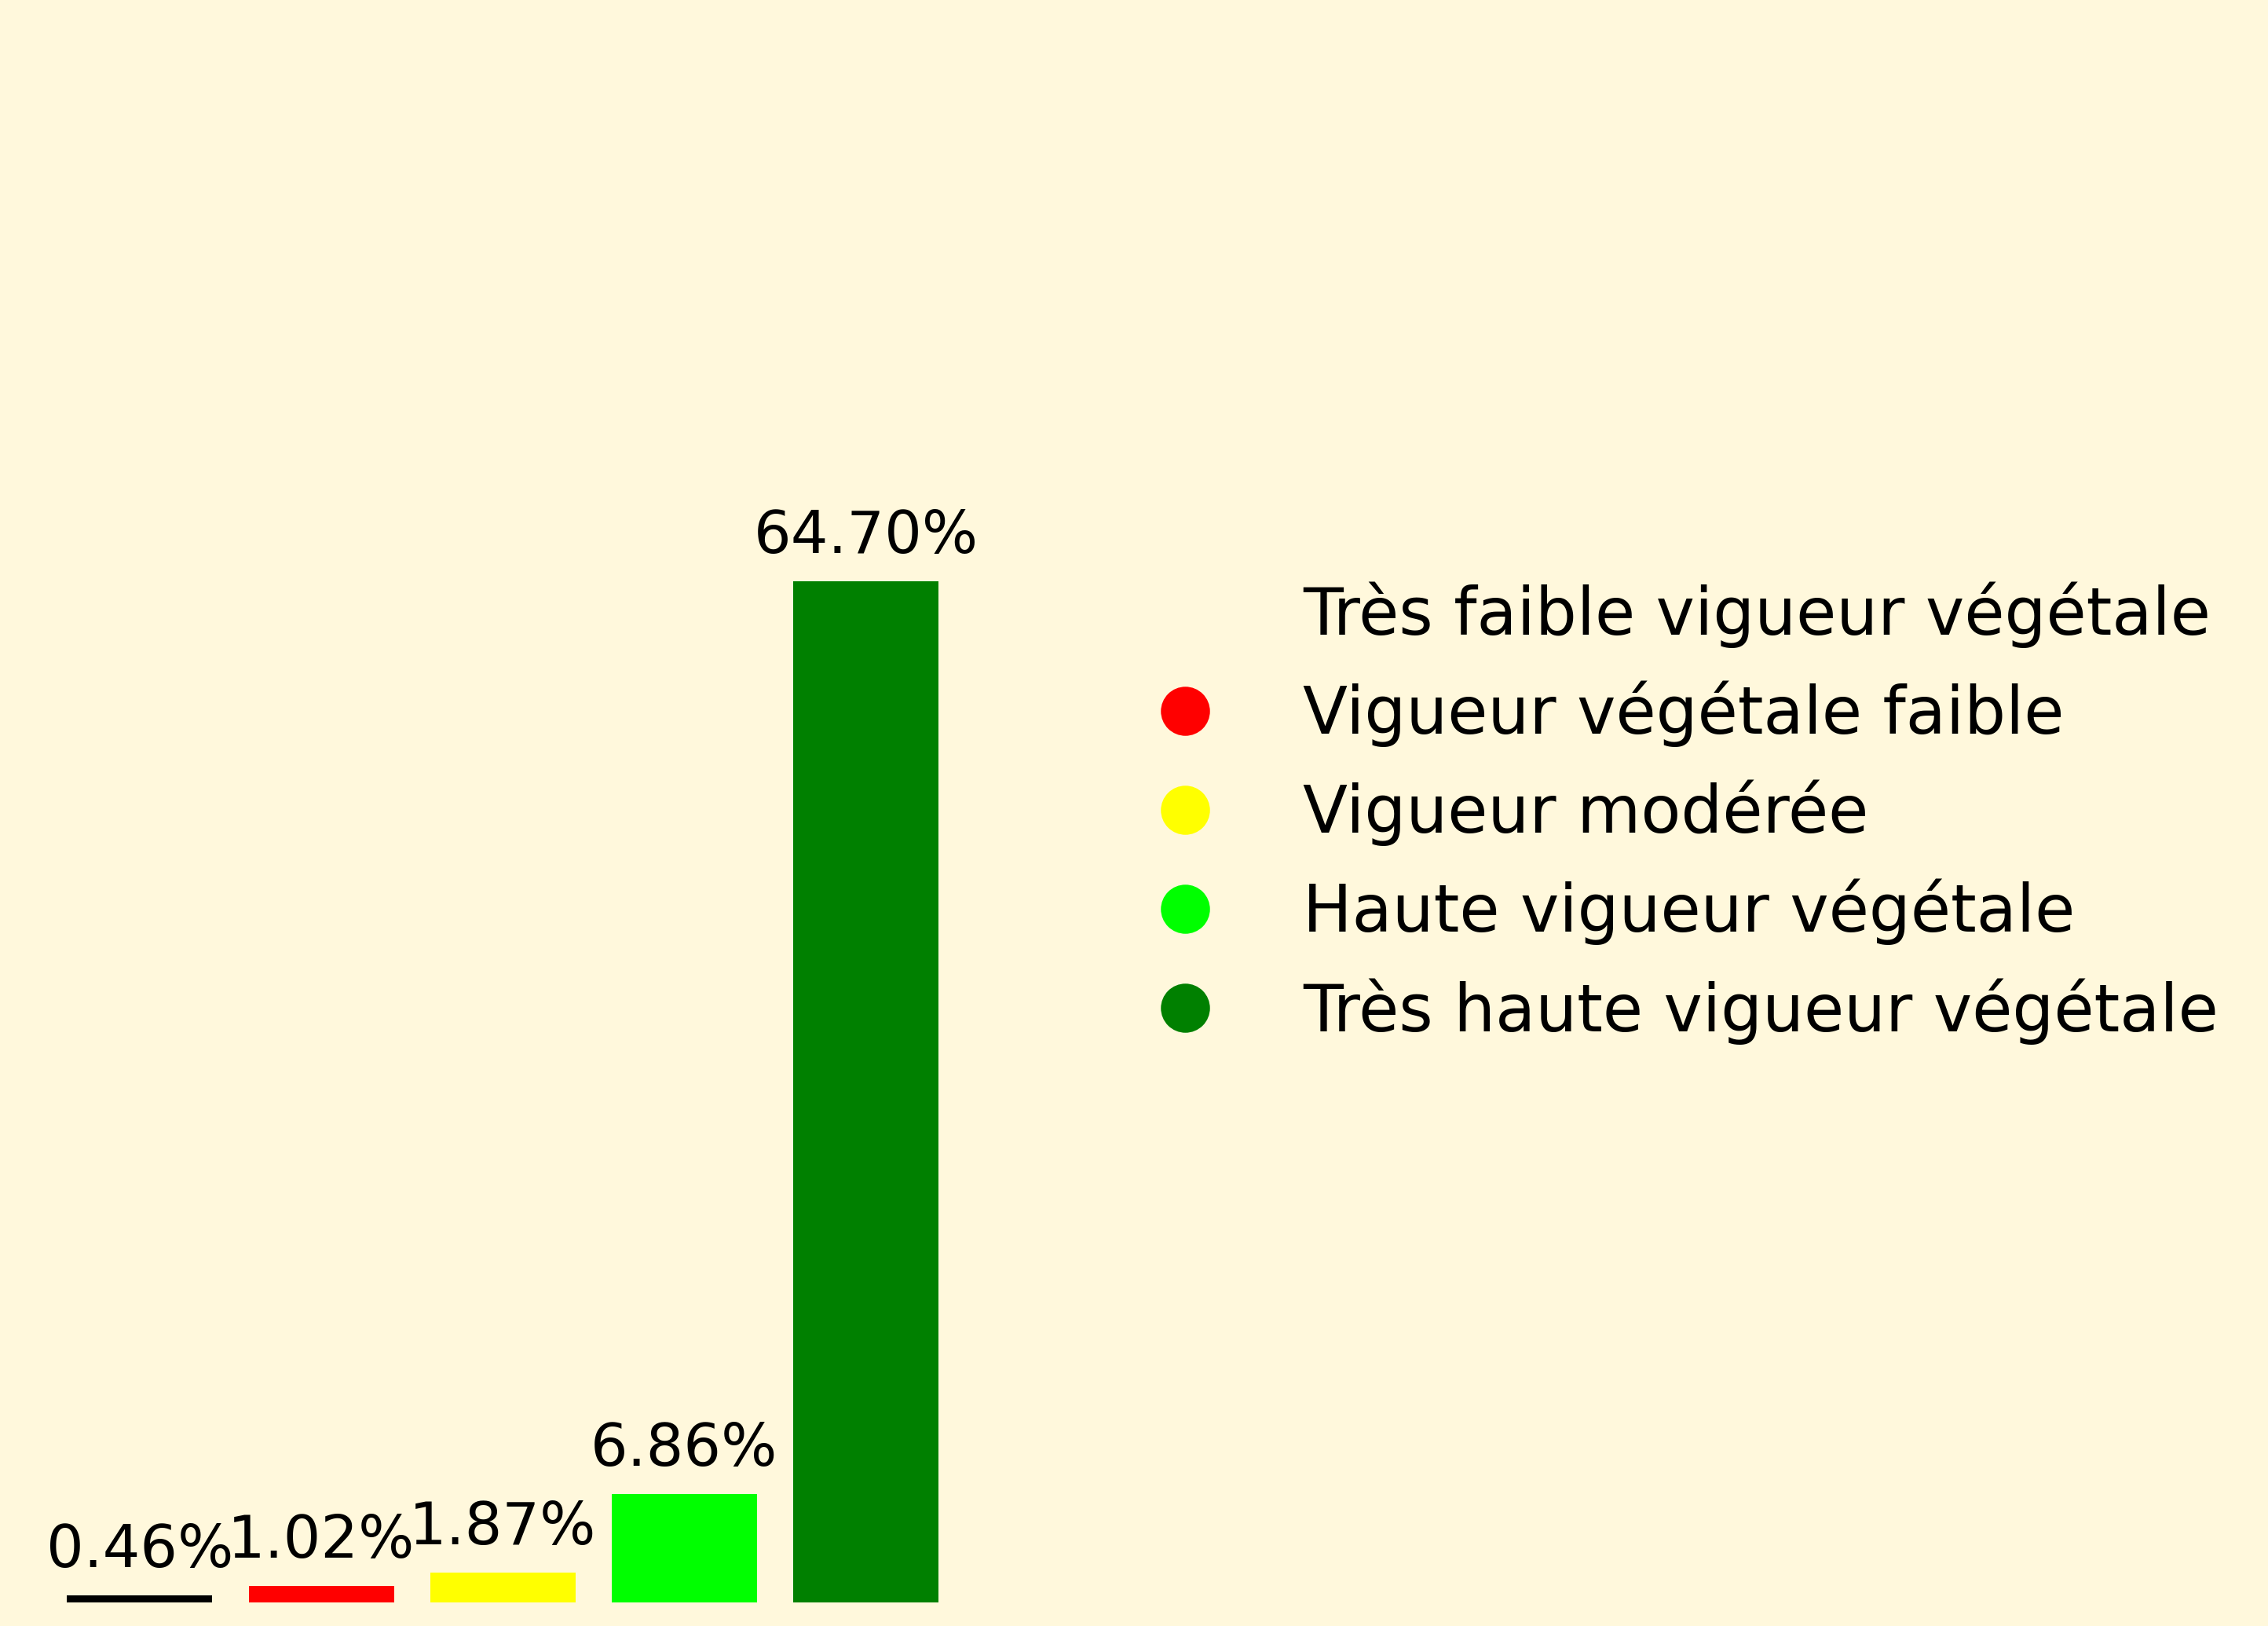 64.70%
Très faible vigueur végétale
Vigueur végétale faible
Vigueur modérée
Haute vigueur végétale
Très haute vigueur végétale
6.86%
0.46% 1.02% 1.87%